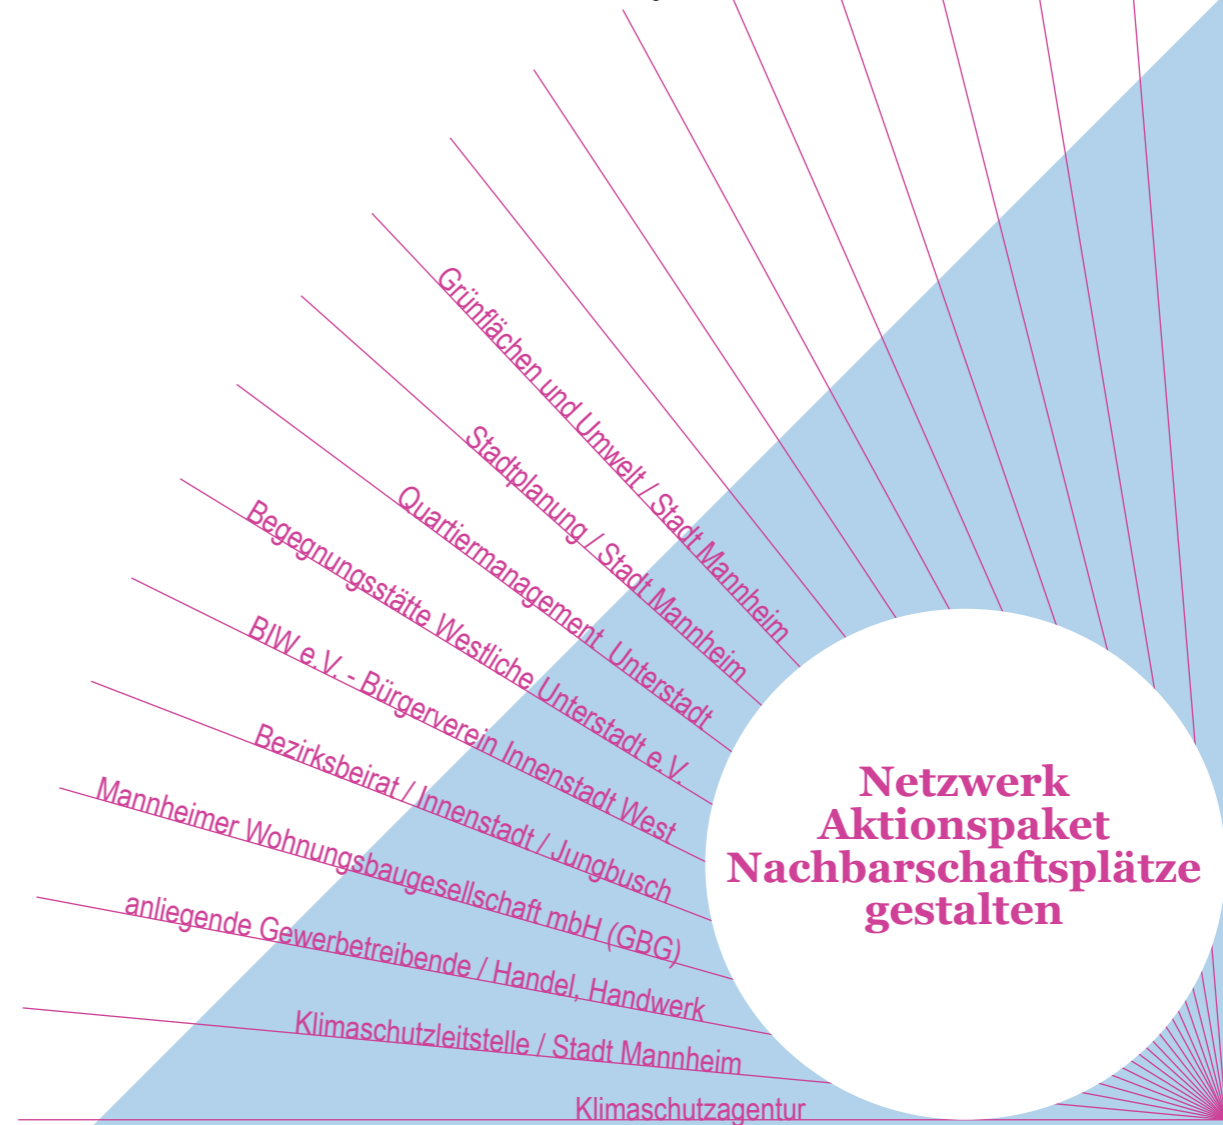 Grünflächen und Umwelt / Stadt Mannheim
Stadtplanung / Stadt Mannheim
Quartiermanagement Unterstadt
Begegnungsstätte Westliche Unterstadt e.V.
BIW e.V. - Bürgerverein Innenstadt West
Bezirksbeirat / Innenstadt / Jungbusch
Mannheimer Wohnungsbaugesellschaft mbH (GBG)
anliegende Gewerbetreibende / Handel, Handwerk
Klimaschutzleitstelle / Stadt Mannheim
Klimaschutzagentur
Netzwerk
Aktionspaket
Nachbarschaftsplätze
gestalten